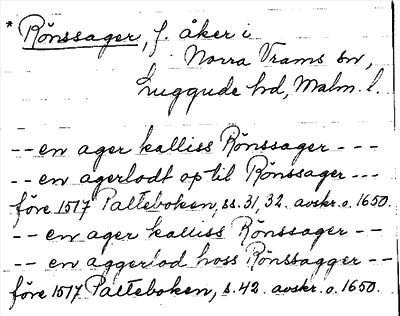 * Rönssager, f. åker i
Norra Vrams sn,
Luggude hd, Malm. l.
-- en ager kalliss Rönssager ---
-- en agerlodt op til Rönssager ---
före 1517 Palteboken, ss. 31, 32. avskr. o. 1650.
-- en ager kaliss Rönssager --
-- en aggerlod hoss Rönssagger --
före 1517 Palteboken, s. 42. avskr. o. 1650.